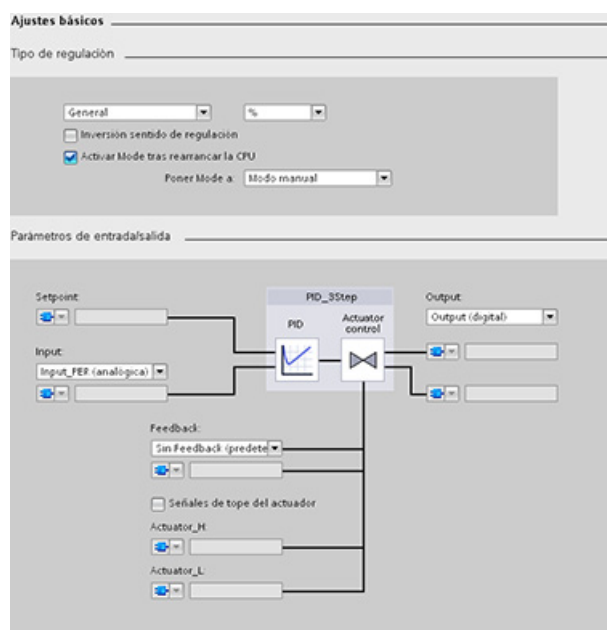 Ajustes básicos
Tipo de regulación
General
%
Inversión sentido de regulación
Activar Mode tras rearrancar la CPU
Poner Mode a: Modo manual
Parámetros de entrada/salida
Setpoint:
PID_3Step
Output:
PID
Actuator control
Output (digital)
Input:
Input_PER (analógica)
Feedback:
Sin Feedback (predete
Señales de tope del actuador
Actuator_H:
Actuator_L: